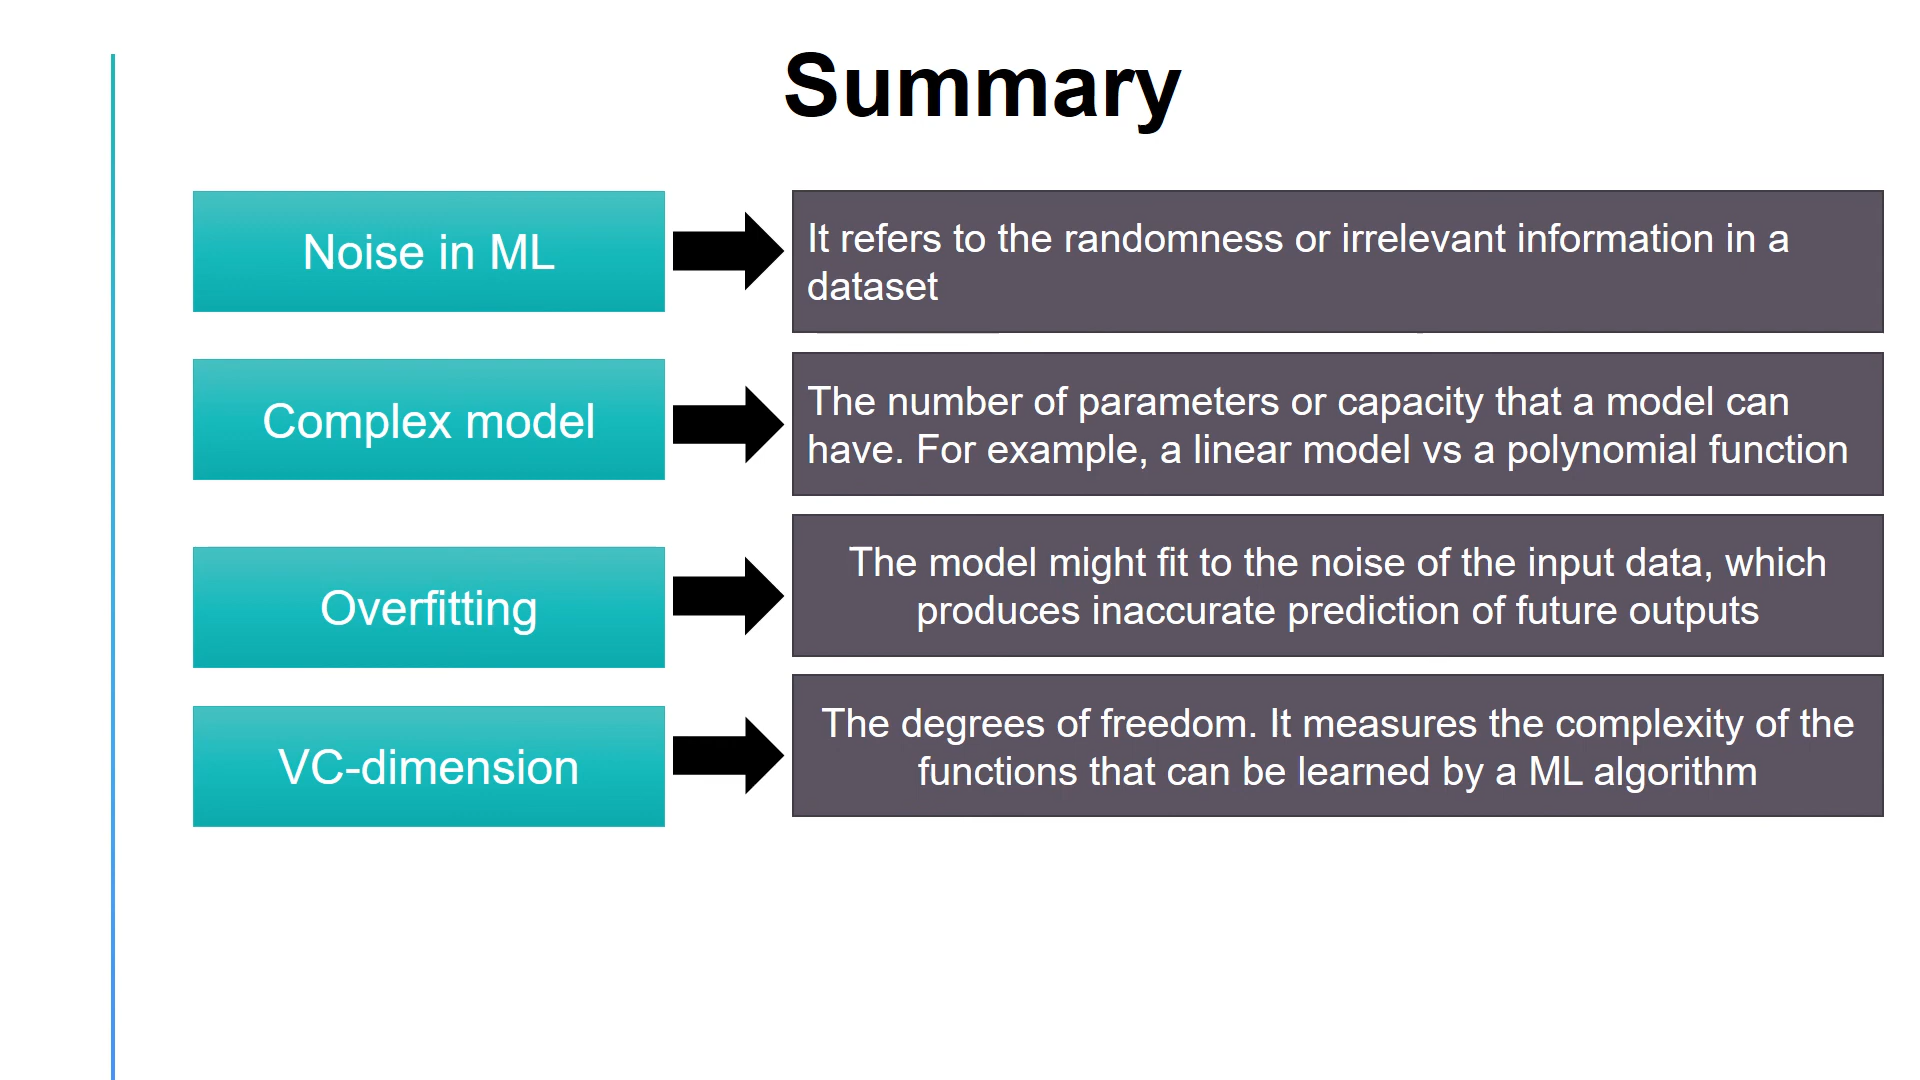 Summary
Noise in ML
It refers to the randomness or irrelevant information in a
dataset
Complex model
The number of parameters or capacity that a model can
have. For example, a linear model vs a polynomial function
Overfitting
The model might fit to the noise of the input data, which
produces inaccurate prediction of future outputs
VC-dimension
The degrees of freedom. It measures the complexity of the
functions that can be learned by a ML algorithm